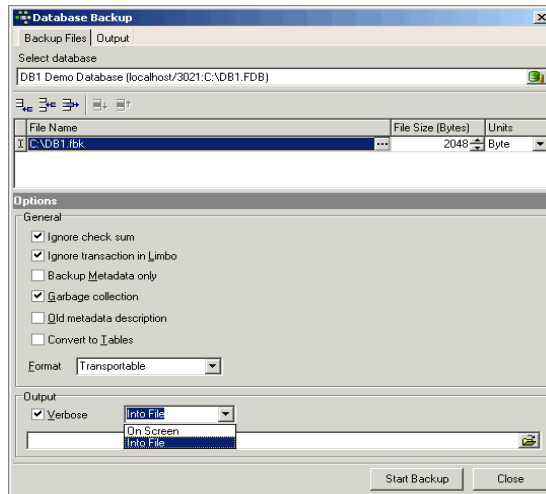 Database Backup
Backup Files Output
Select database
DB1 Demo Database (localhost/3021:C:\DB1.FDB)
File Name File Size (Bytes) Units
C:\DB1.fbk ... 2048 Byte
Options
General
Ignore check sum
Ignore transaction in Limbo
Backup Metadata only
Garbage collection
Old metadata description
Convert to Tables
Format Transportable
Output
Verbose Into File
On Screen
Into File
Start Backup Close